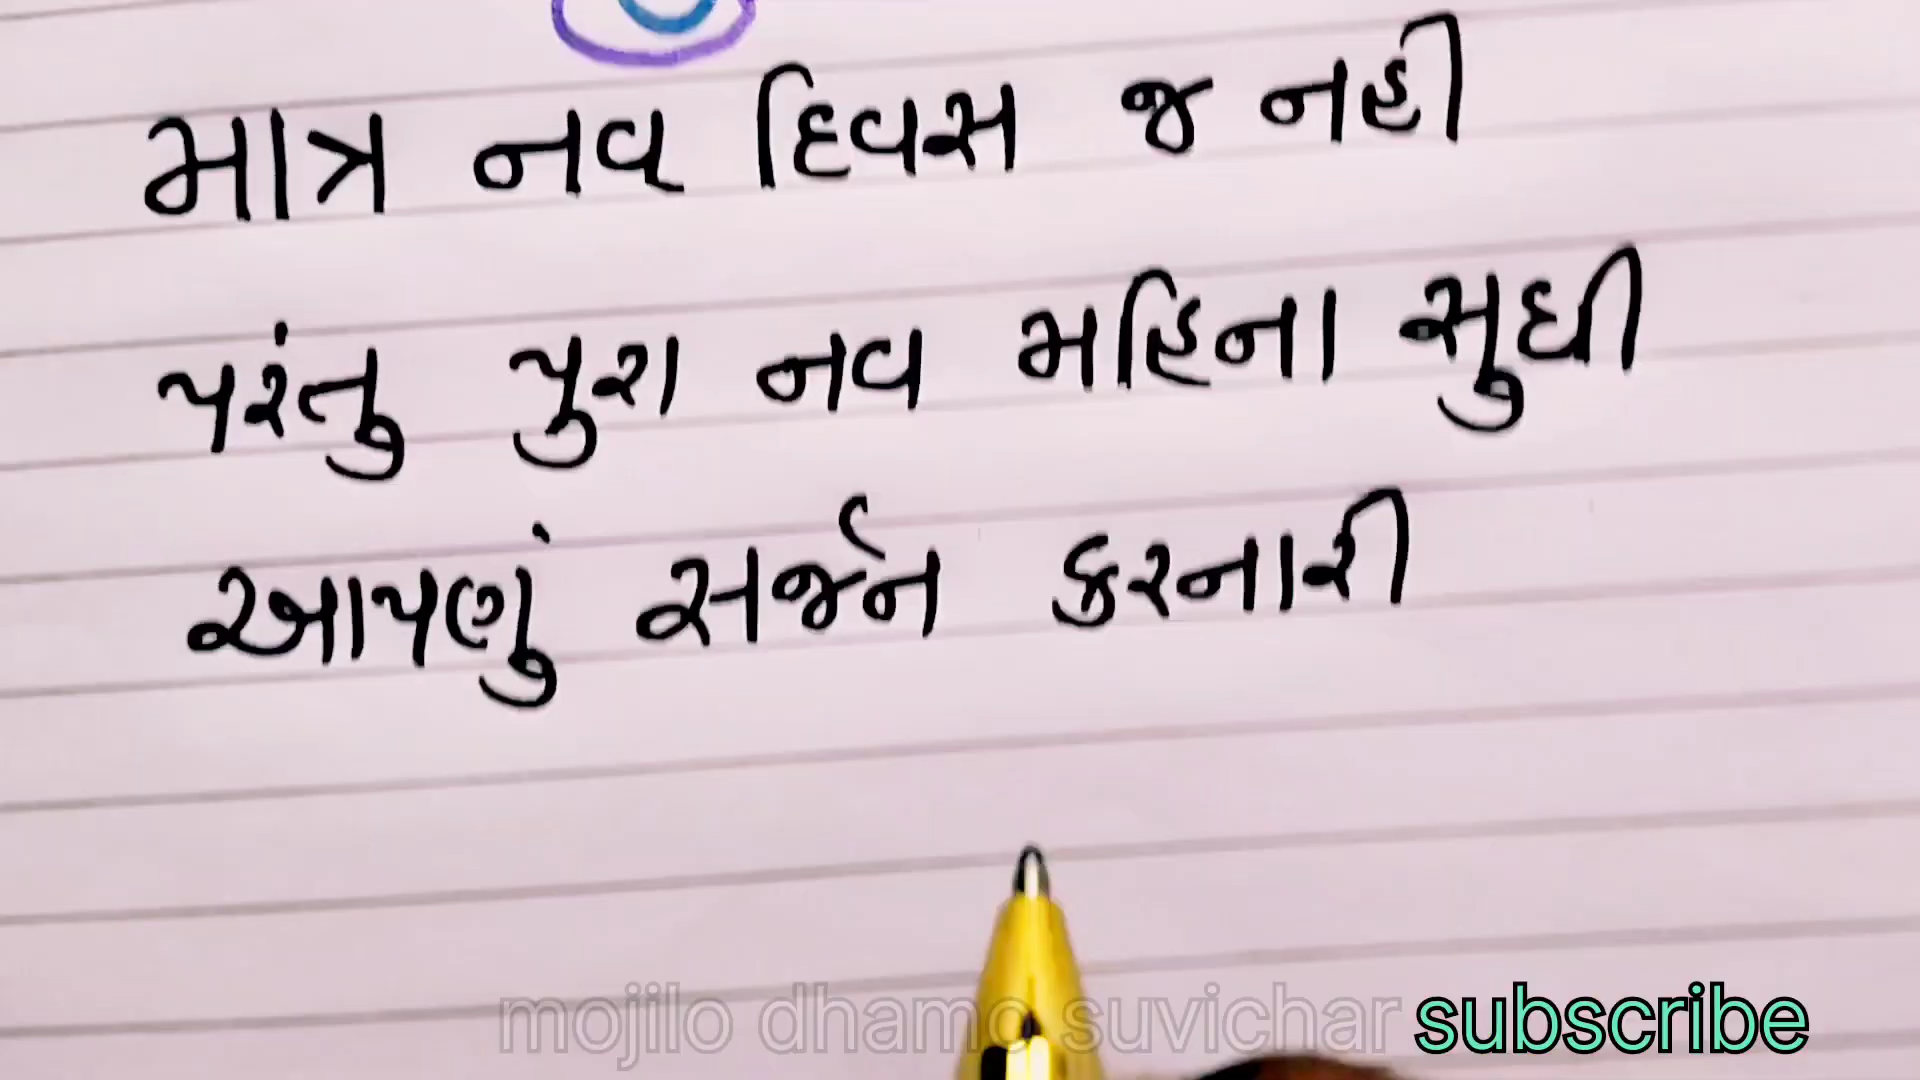 માત્ર નવ દિવસ જ નહી
પરંતુ પુરા નવ મહિના સુધી
આપણું સર્જન કરનારી
mojilo dhamo suvichar subscribe